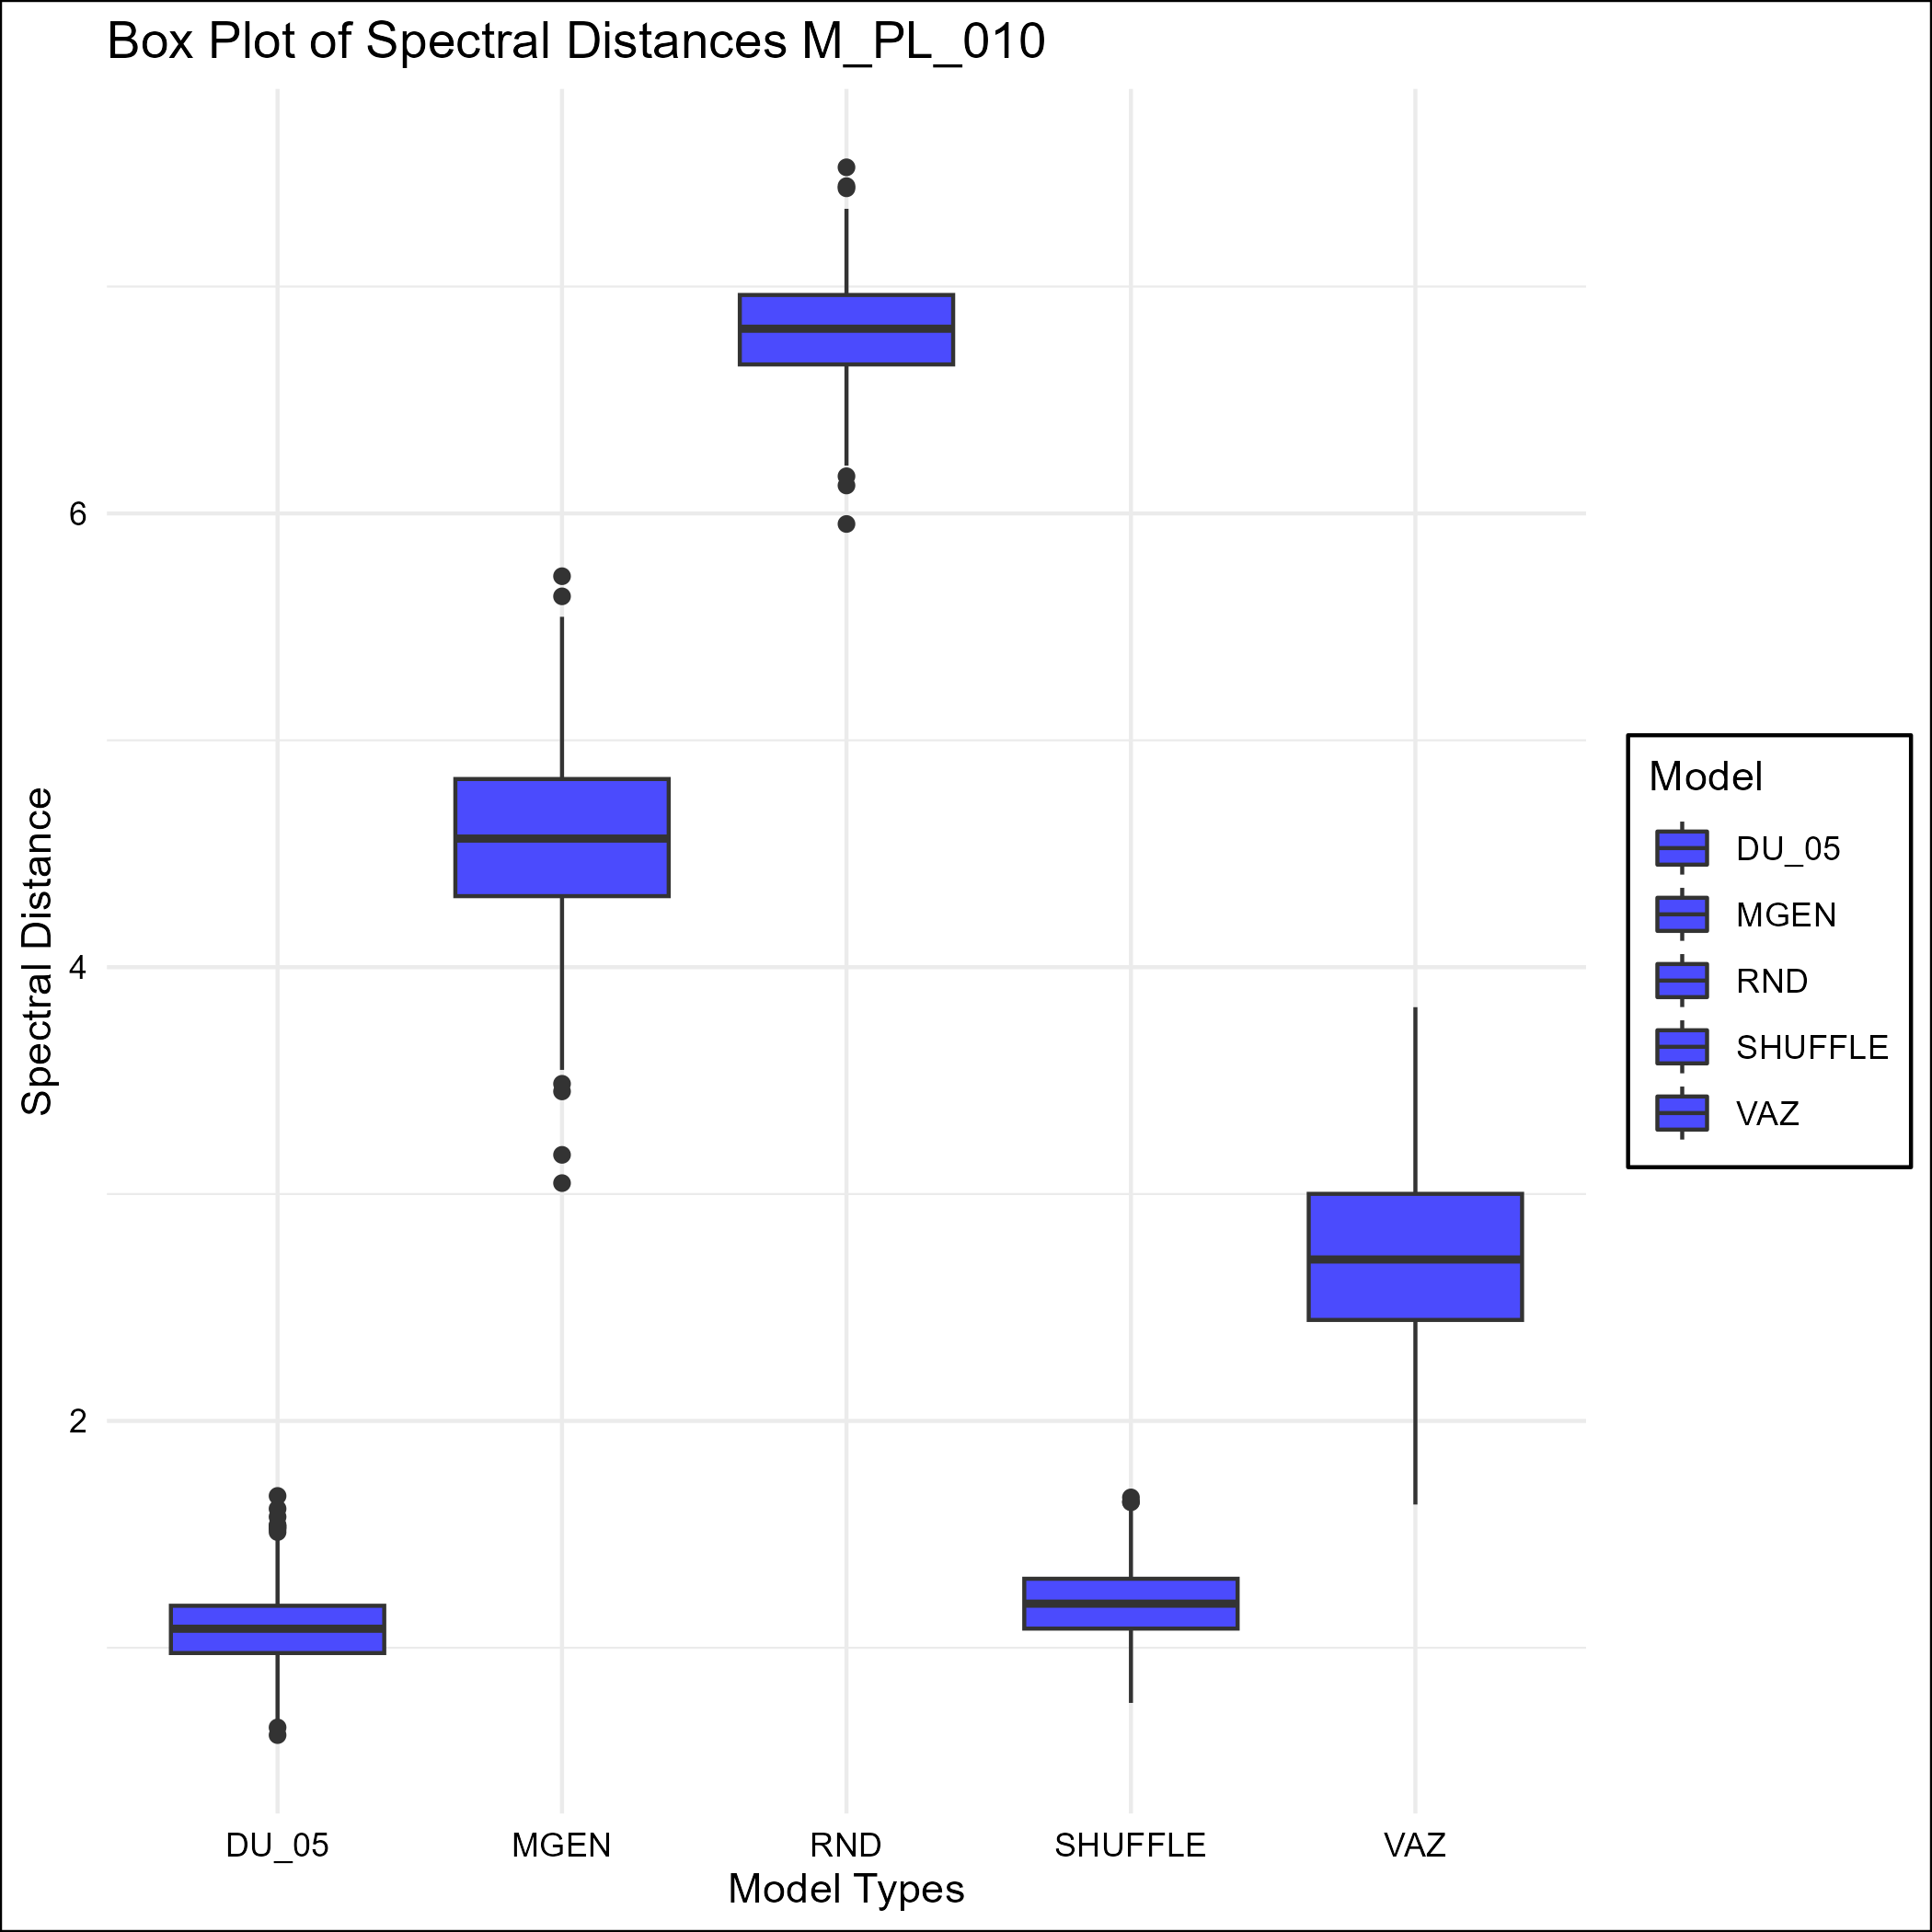 Box Plot of Spectral Distances M_PL_010
Spectral Distance
6
4
2
DU_05
MGEN
RND
SHUFFLE
VAZ
Model Types
Model
DU_05
MGEN
RND
SHUFFLE
VAZ